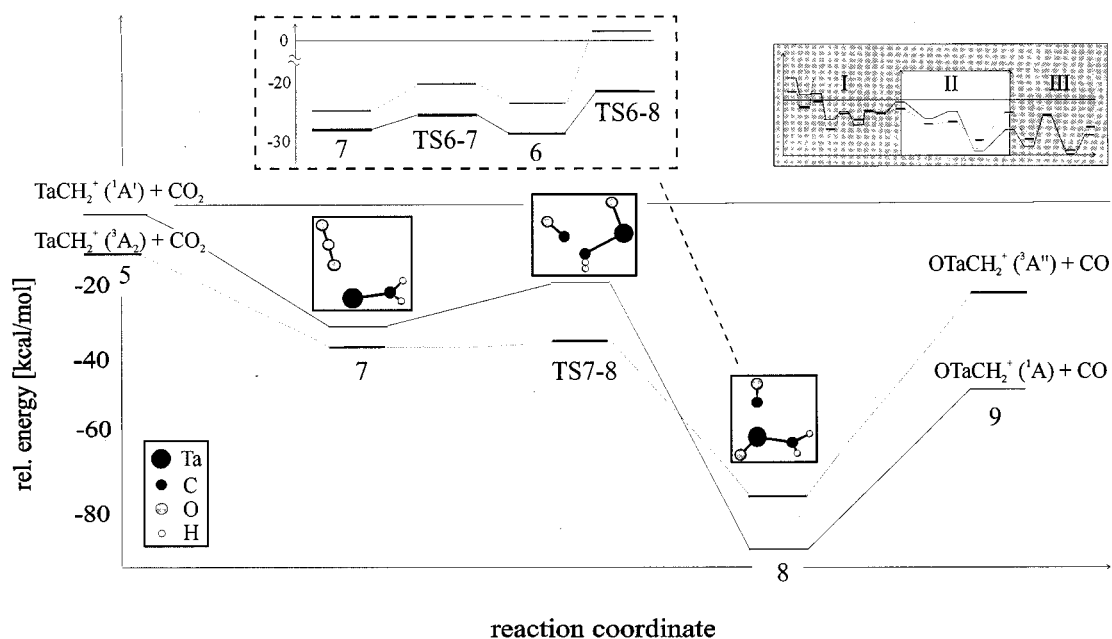 0
-20
-30
7
TS6-7
6
TS6-8
I
II
III
TaCH₂⁺ (¹A') + CO₂
TaCH₂⁺ (³A₂) + CO₂
5
-20
-40
-60
-80
rel. energy [kcal/mol]
7
TS7-8
8
OTaCH₂⁺ (³A'') + CO
OTaCH₂⁺ (¹A) + CO
9
Ta
C
O
H
reaction coordinate